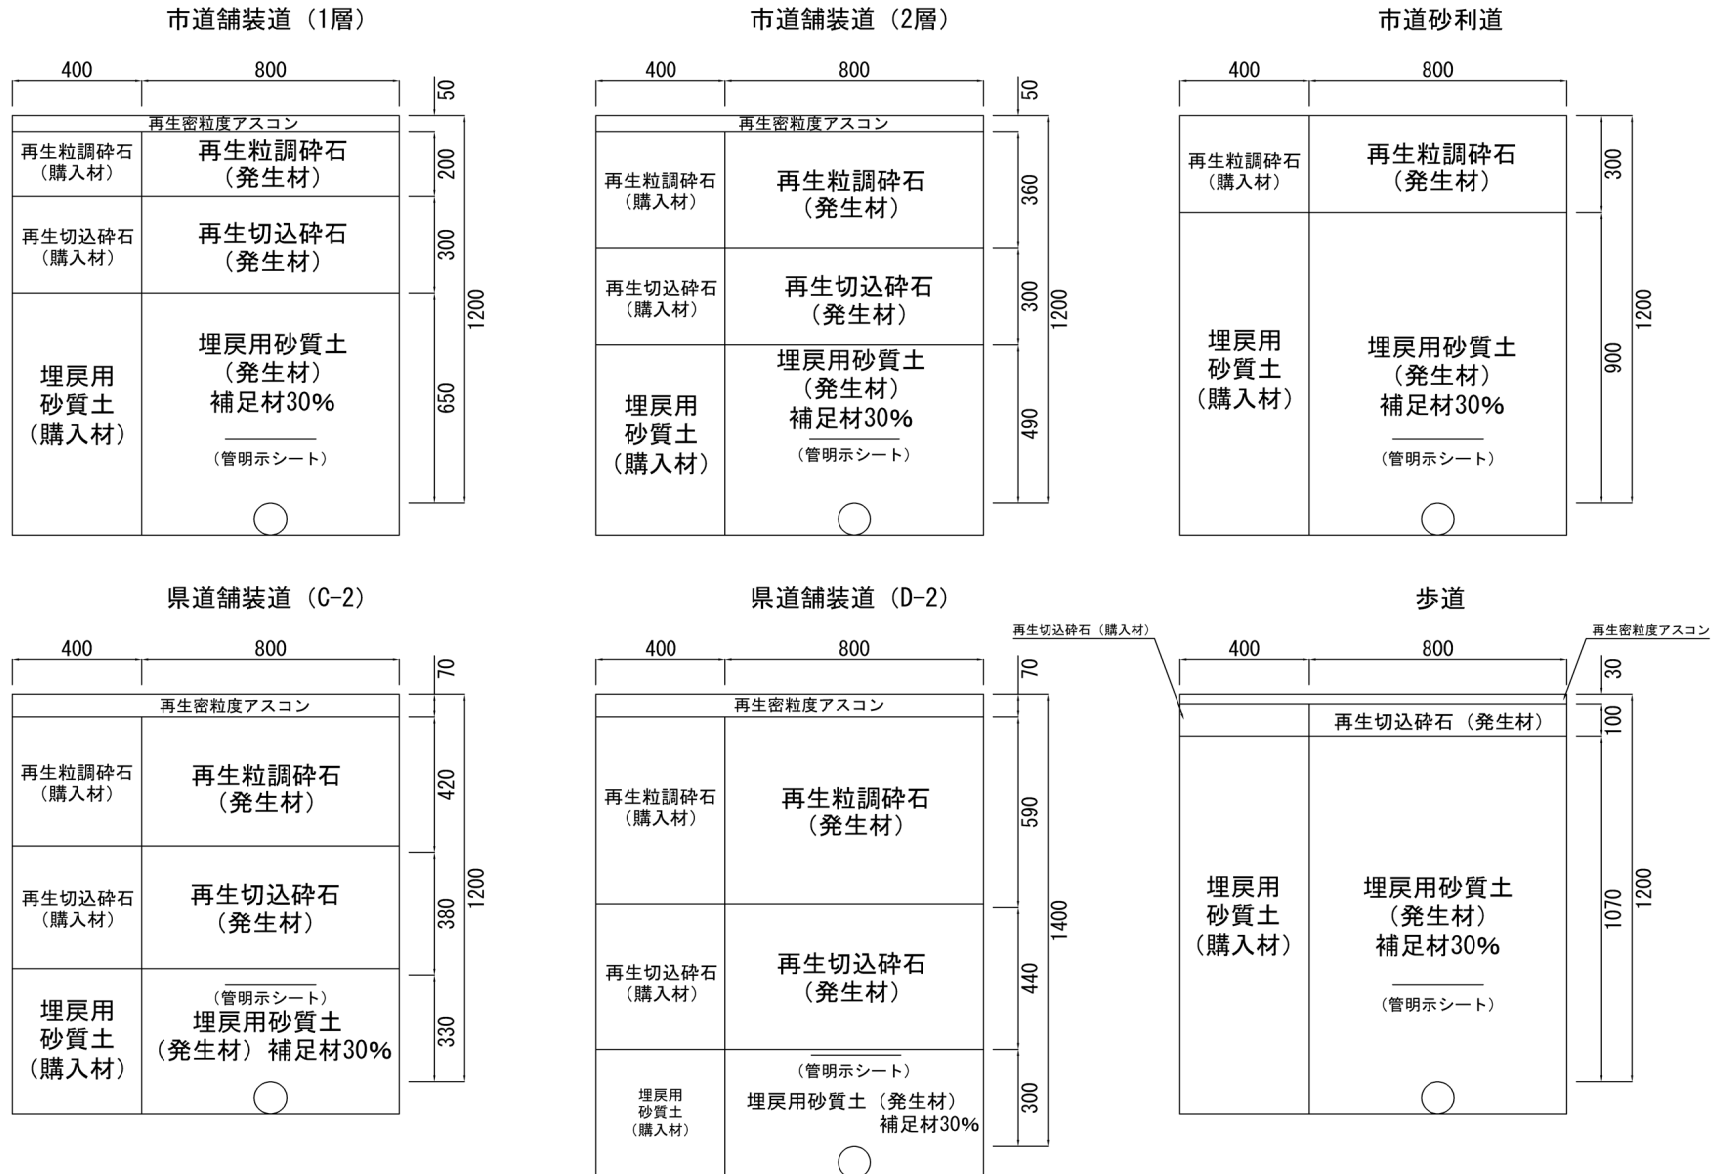 市道舗装道（1層）
400
800
50
再生密粒度アスコン
再生粒調砕石
（購入材）
再生粒調砕石
（発生材）
200
再生切込砕石
（購入材）
再生切込砕石
（発生材）
300
1200
埋戻用
砂質土
（購入材）
埋戻用砂質土
（発生材）
補足材30%
（管明示シート）
650
市道舗装道（2層）
400
800
50
再生密粒度アスコン
再生粒調砕石
（購入材）
再生粒調砕石
（発生材）
360
再生切込砕石
（購入材）
再生切込砕石
（発生材）
300
1200
埋戻用
砂質土
（購入材）
埋戻用砂質土
（発生材）
補足材30%
（管明示シート）
490
市道砂利道
400
800
再生粒調砕石
（購入材）
再生粒調砕石
（発生材）
300
1200
埋戻用
砂質土
（購入材）
埋戻用砂質土
（発生材）
補足材30%
（管明示シート）
900
県道舗装道（C-2）
400
800
70
再生密粒度アスコン
再生粒調砕石
（購入材）
再生粒調砕石
（発生材）
420
再生切込砕石
（購入材）
再生切込砕石
（発生材）
380
1200
埋戻用
砂質土
（購入材）
（管明示シート）
埋戻用砂質土
（発生材）補足材30%
330
県道舗装道（D-2）
400
800
70
再生密粒度アスコン
再生粒調砕石
（購入材）
再生粒調砕石
（発生材）
590
再生切込砕石
（購入材）
再生切込砕石
（発生材）
440
1400
埋戻用
砂質土
（購入材）
（管明示シート）
埋戻用砂質土（発生材）
補足材30%
300
歩道
再生切込砕石（購入材）
再生密粒度アスコン
400
800
30
再生切込砕石（発生材）
100
埋戻用
砂質土
（購入材）
埋戻用砂質土
（発生材）
補足材30%
（管明示シート）
1070
1200